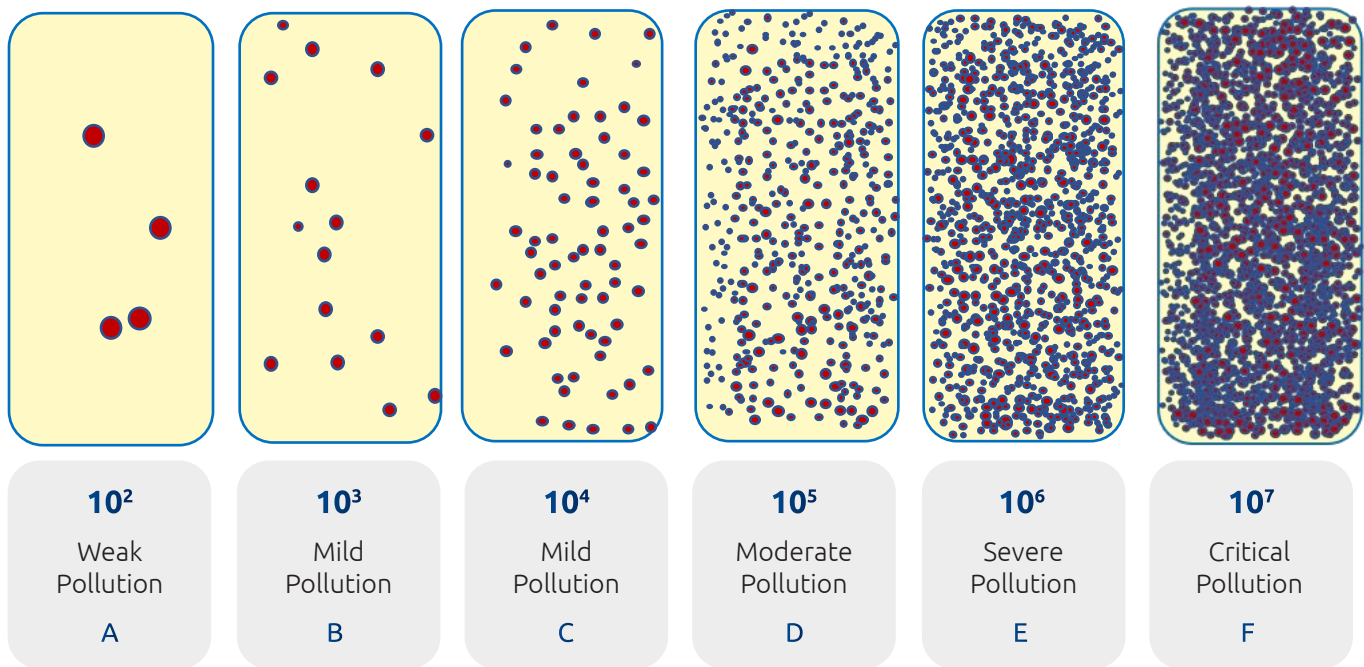 10²
Weak
Pollution
A
10³
Mild
Pollution
B
10⁴
Mild
Pollution
C
10⁵
Moderate
Pollution
D
10⁶
Severe
Pollution
E
10⁷
Critical
Pollution
F